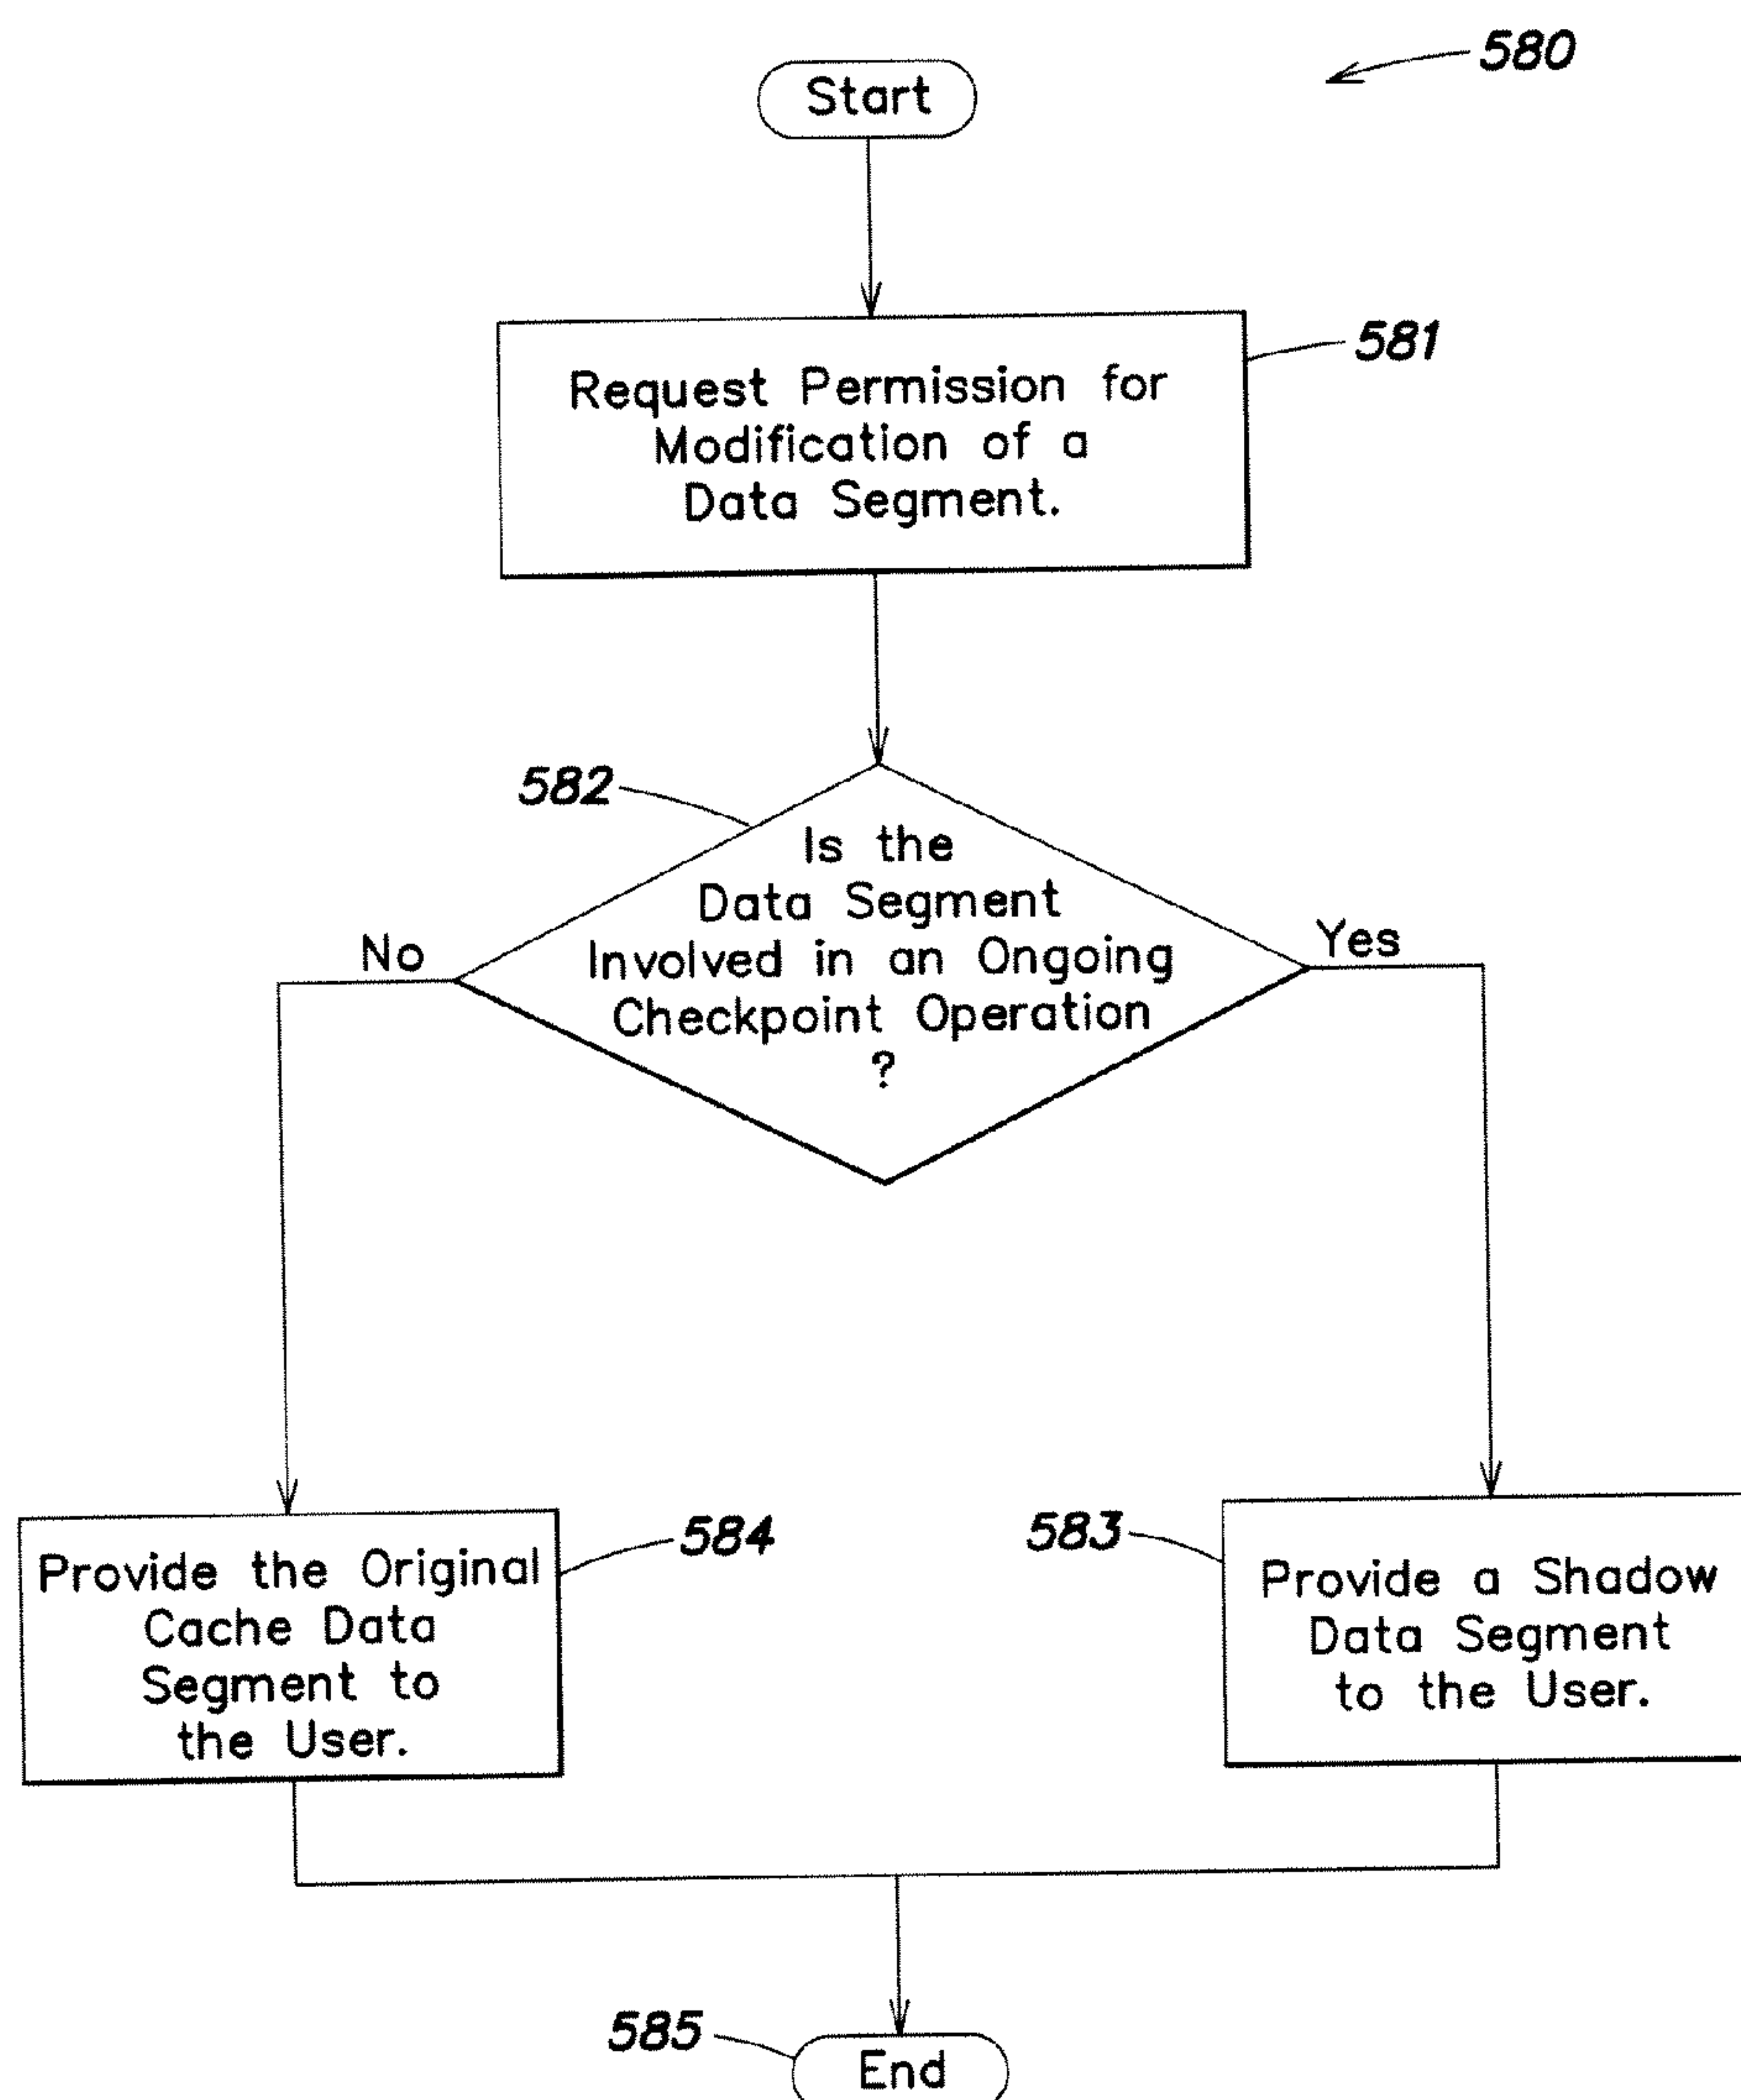 580
Start
581
Request Permission for
Modification of a
Data Segment.
582
Is the
Data Segment
Involved in an Ongoing
Checkpoint Operation
?
No
Yes
584
Provide the Original
Cache Data
Segment to
the User.
583
Provide a Shadow
Data Segment
to the User.
585
End